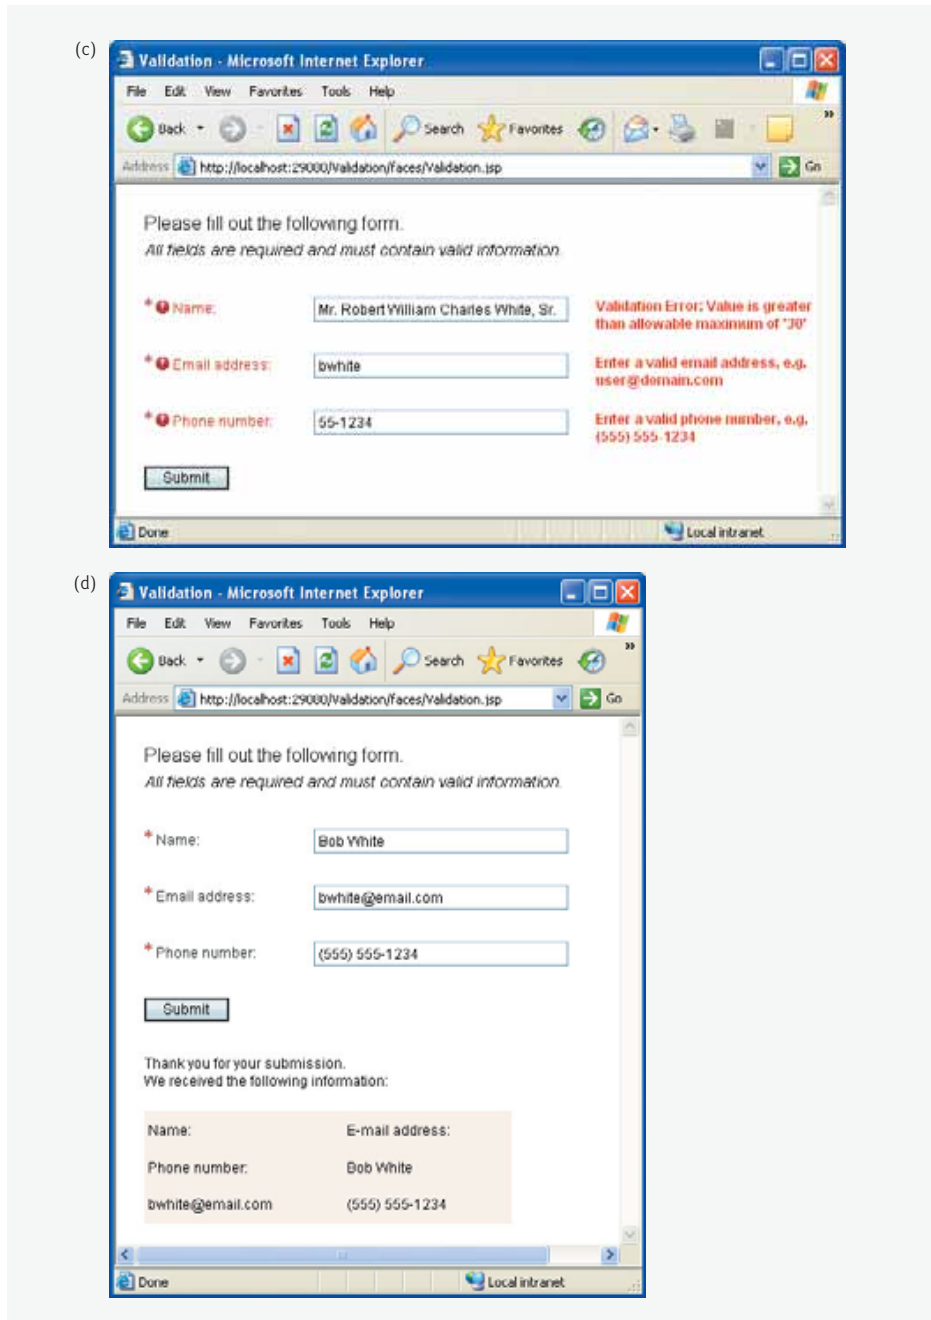 (c)
Validation - Microsoft Internet Explorer
File Edit View Favorites Tools Help
Back Search Favorites »
Address http://localhost:29080/Validation/faces/Validation.jsp Go
Please fill out the following form.
All fields are required and must contain valid information.
* Name: Mr. Robert William Charles White, Sr. Validation Error: Value is greater
than allowable maximum of '30'
* Email address: bwhite Enter a valid email address, e.g.
user@domain.com
* Phone number: 55-1234 Enter a valid phone number, e.g.
(555) 555-1234
Submit
Done Local intranet
(d)
Validation - Microsoft Internet Explorer
File Edit View Favorites Tools Help
Back Search Favorites »
Address http://localhost:29080/Validation/faces/Validation.jsp Go
Please fill out the following form.
All fields are required and must contain valid information.
* Name: Bob White
* Email address: bwhite@email.com
* Phone number: (555) 555-1234
Submit
Thank you for your submission.
We received the following information:
Name: E-mail address:
Phone number: Bob White
bwhite@email.com (555) 555-1234
Done Local intranet